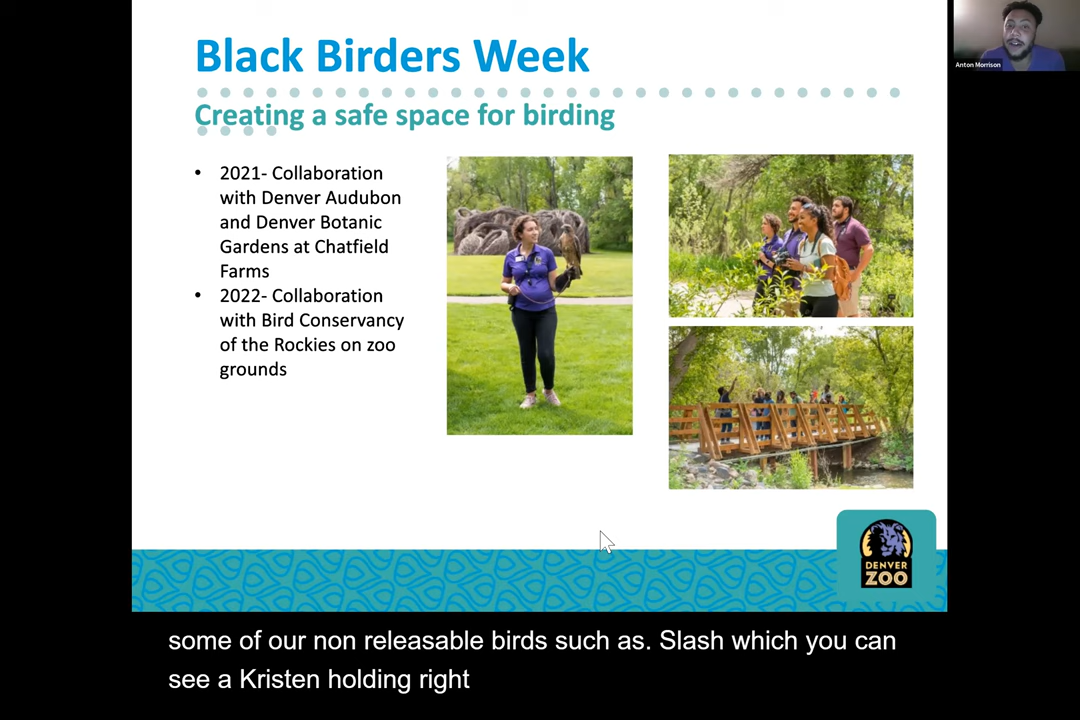 Black Birders Week
Anton Morrison
Creating a safe space for birding
• 2021- Collaboration
with Denver Audubon
and Denver Botanic
Gardens at Chatfield
Farms
• 2022- Collaboration
with Bird Conservancy
of the Rockies on zoo
grounds
DENVER
ZOO
some of our non releasable birds such as. Slash which you can
see a Kristen holding right